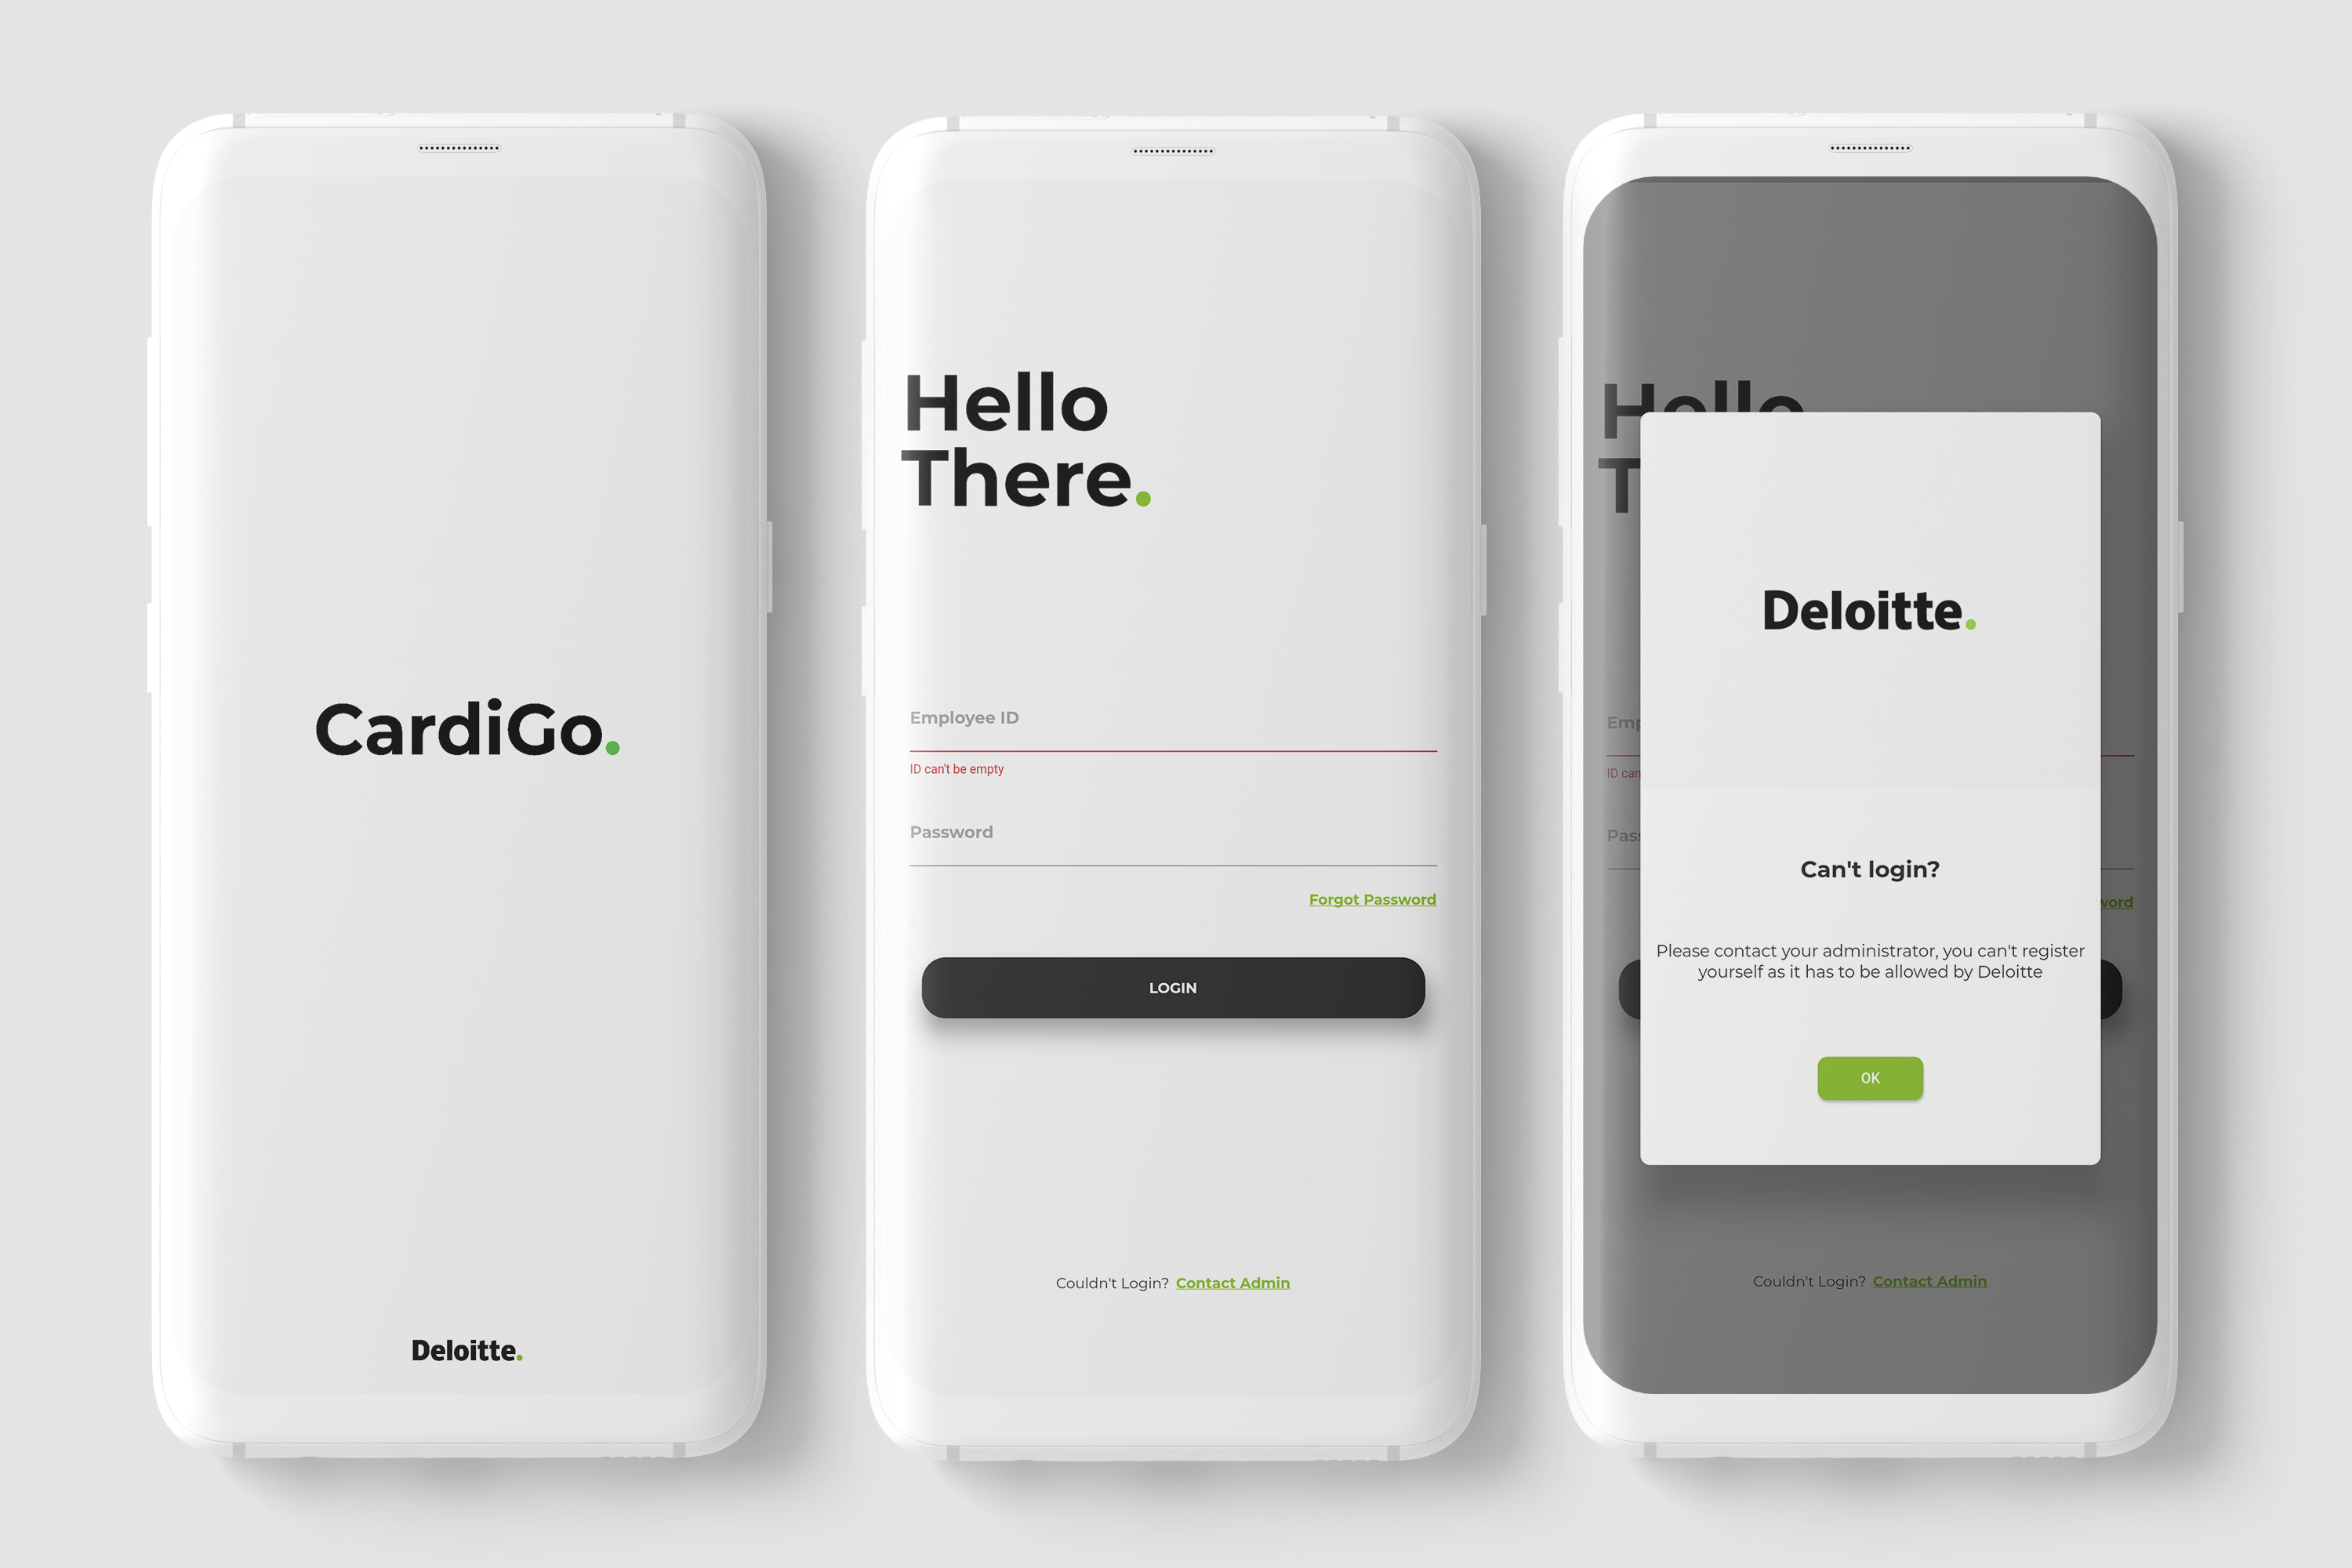 CardiGo.
Deloitte.
Hello
There.
Employee ID
ID can't be empty
Password
Forgot Password
LOGIN
Couldn't Login? Contact Admin
Hello
T
Emp
ID can
Pass
word
Deloitte.
Can't login?
Please contact your administrator, you can't register
yourself as it has to be allowed by Deloitte
OK
Couldn't Login? Contact Admin